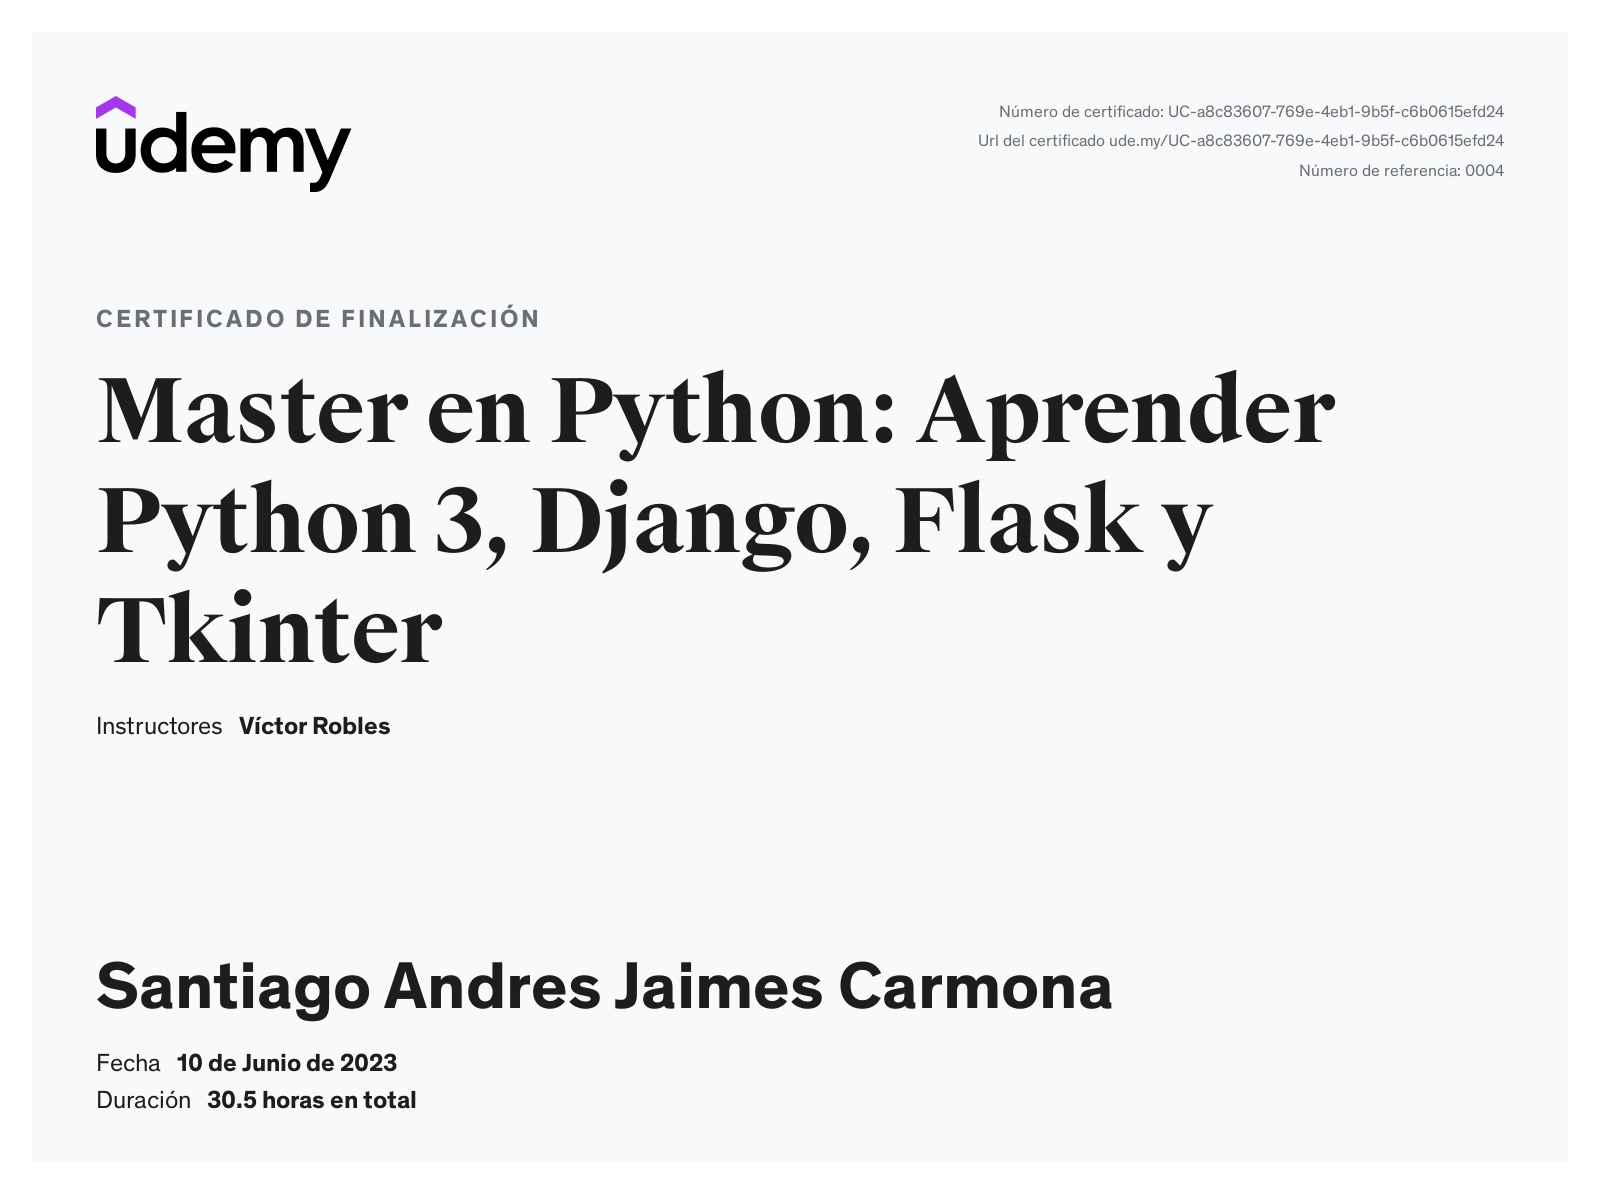 udemy
Número de certificado: UC-a8c83607-769e-4eb1-9b5f-c6b0615efd24
Url del certificado ude.my/UC-a8c83607-769e-4eb1-9b5f-c6b0615efd24
Número de referencia: 0004
CERTIFICADO DE FINALIZACIÓN
Master en Python: Aprender
Python 3, Django, Flask y
Tkinter
Instructores Víctor Robles
Santiago Andres Jaimes Carmona
Fecha 10 de Junio de 2023
Duración 30.5 horas en total